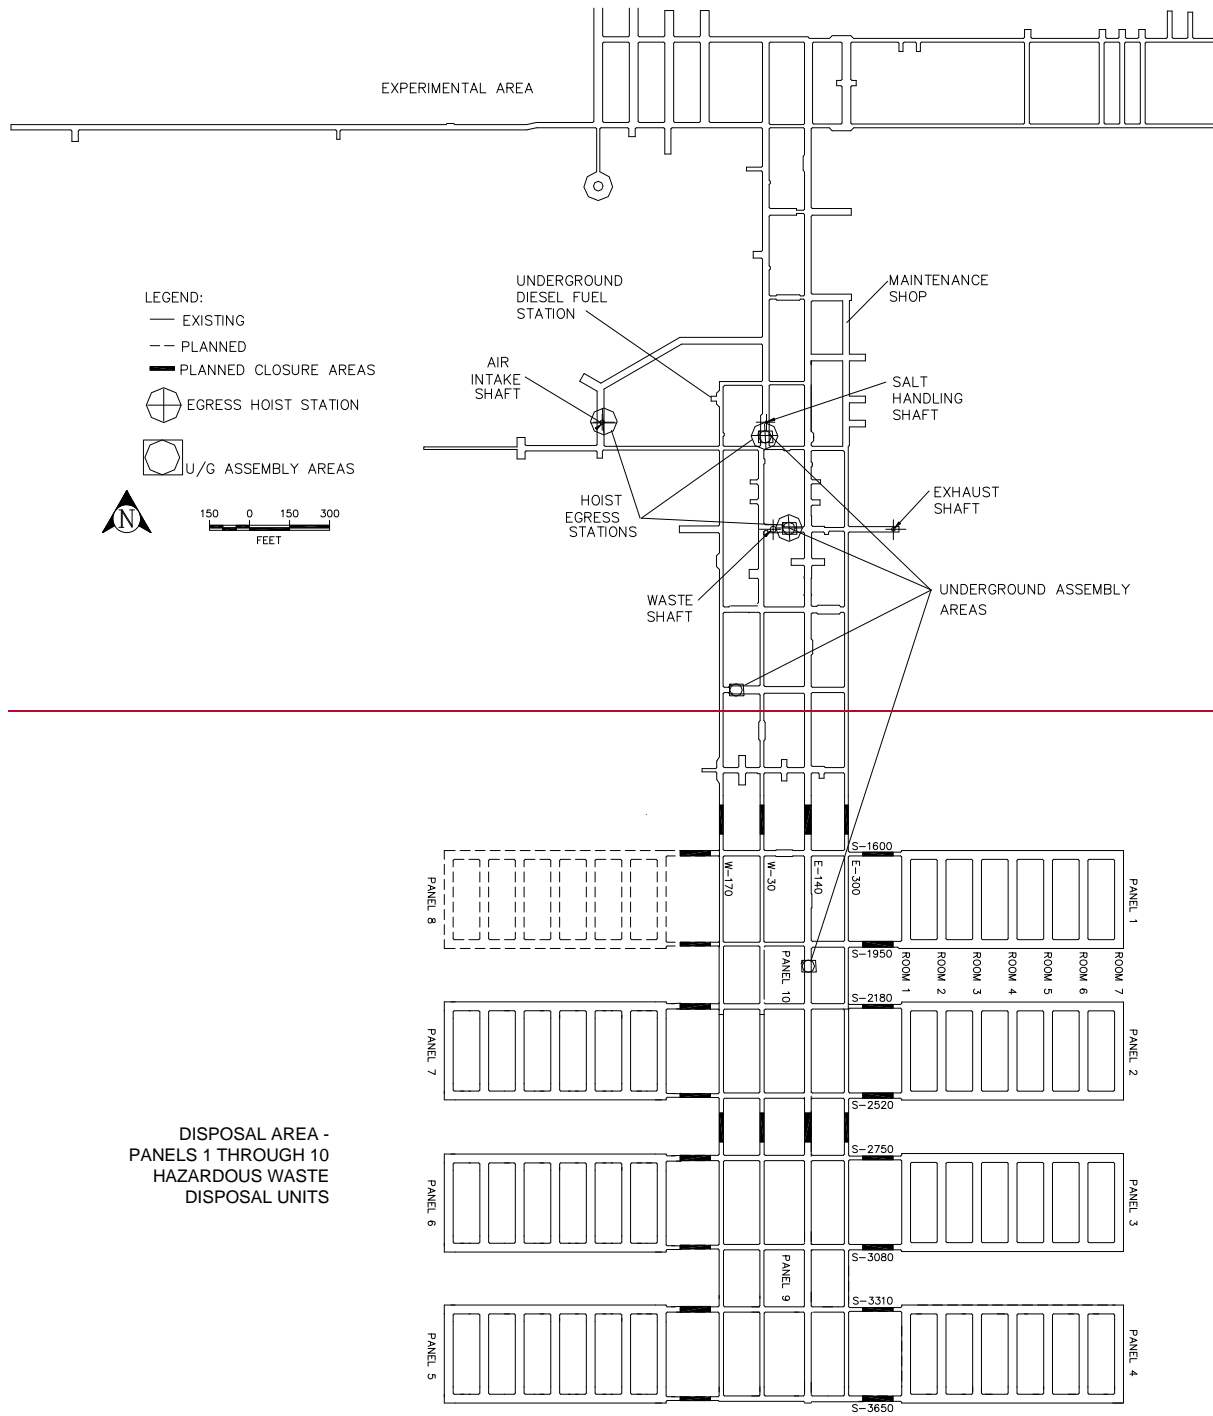 EXPERIMENTAL AREA
UNDERGROUND
DIESEL FUEL
STATION
MAINTENANCE
SHOP
LEGEND:
EXISTING
PLANNED
PLANNED CLOSURE AREAS
EGRESS HOIST STATION
U/G ASSEMBLY AREAS
AIR
INTAKE
SHAFT
SALT
HANDLING
SHAFT
N
150 0 150 300
FEET
HOIST
EGRESS
STATIONS
EXHAUST
SHAFT
WASTE
SHAFT
UNDERGROUND ASSEMBLY
AREAS
S-1600
W-170
W-30
E-140
E-300
PANEL 8
PANEL 1
S-1950
PANEL 10
ROOM 1
ROOM 2
ROOM 3
ROOM 4
ROOM 5
ROOM 6
ROOM 7
S-2180
PANEL 7
PANEL 2
S-2520
DISPOSAL AREA -
PANELS 1 THROUGH 10
HAZARDOUS WASTE
DISPOSAL UNITS
S-2750
PANEL 6
PANEL 3
S-3080
PANEL 9
S-3310
PANEL 5
PANEL 4
S-3650